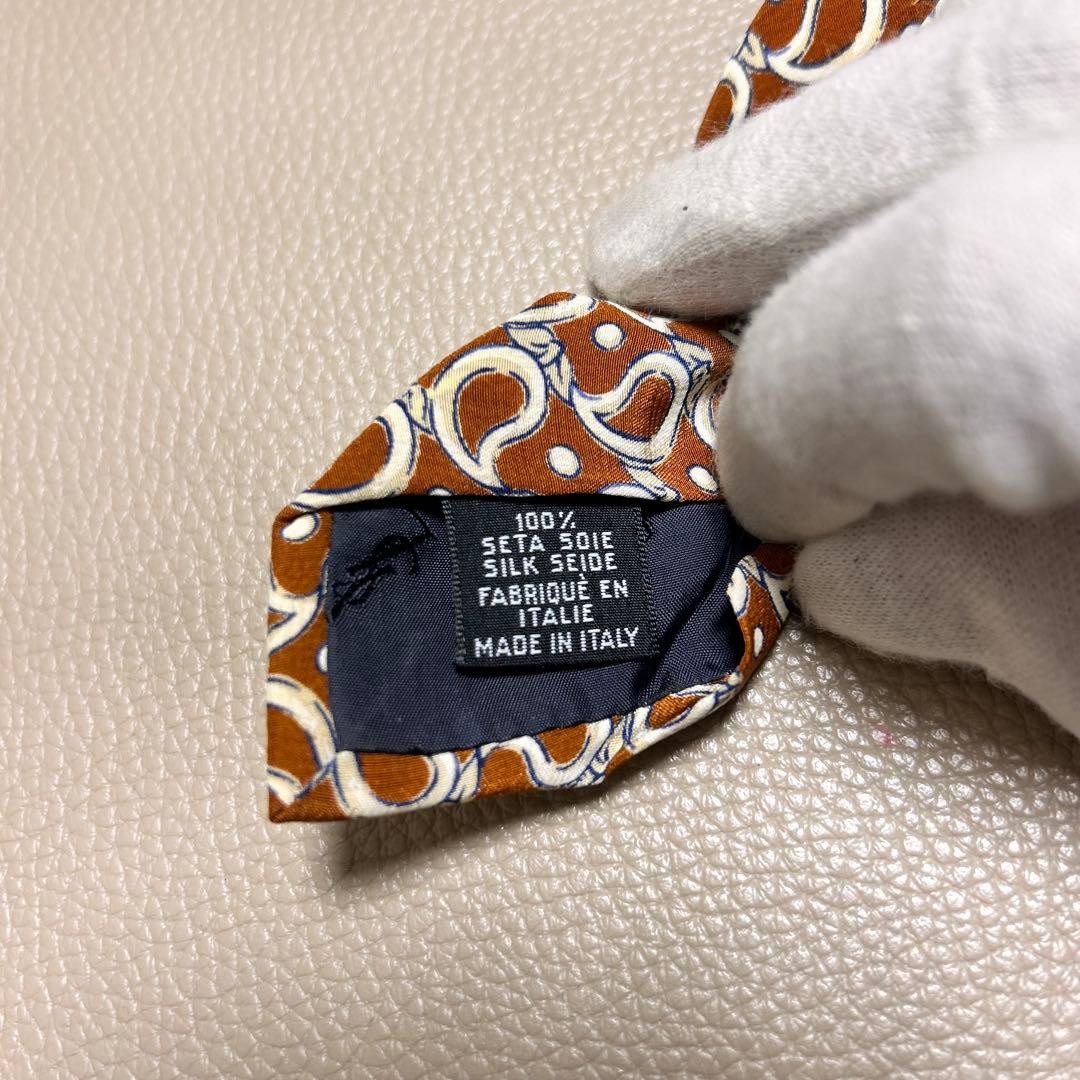 100%
SETA SOIE
SILK SEIDE
FABRIQUÈ EN
ITALIE
MADE IN ITALY